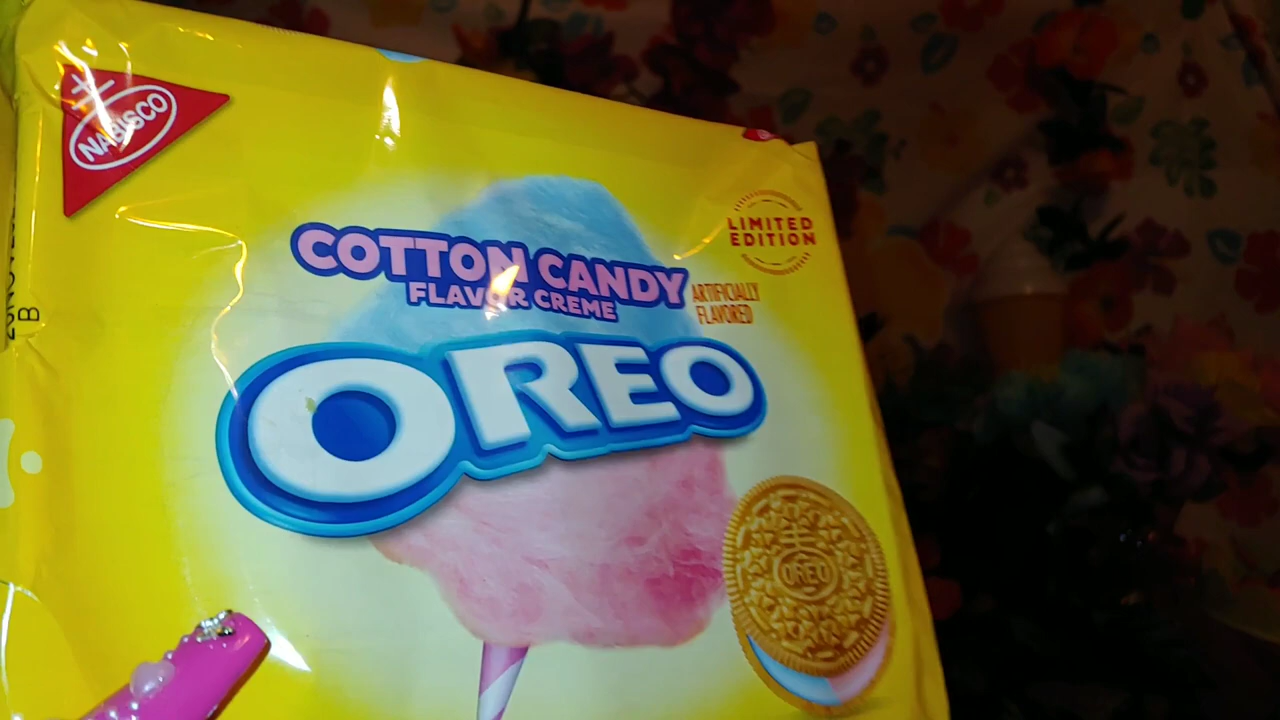 NABISCO
COTTON CANDY
FLAVOR CREME
LIMITED
EDITION
ARTIFICIALLY
FLAVORED
OREO
OREO
B